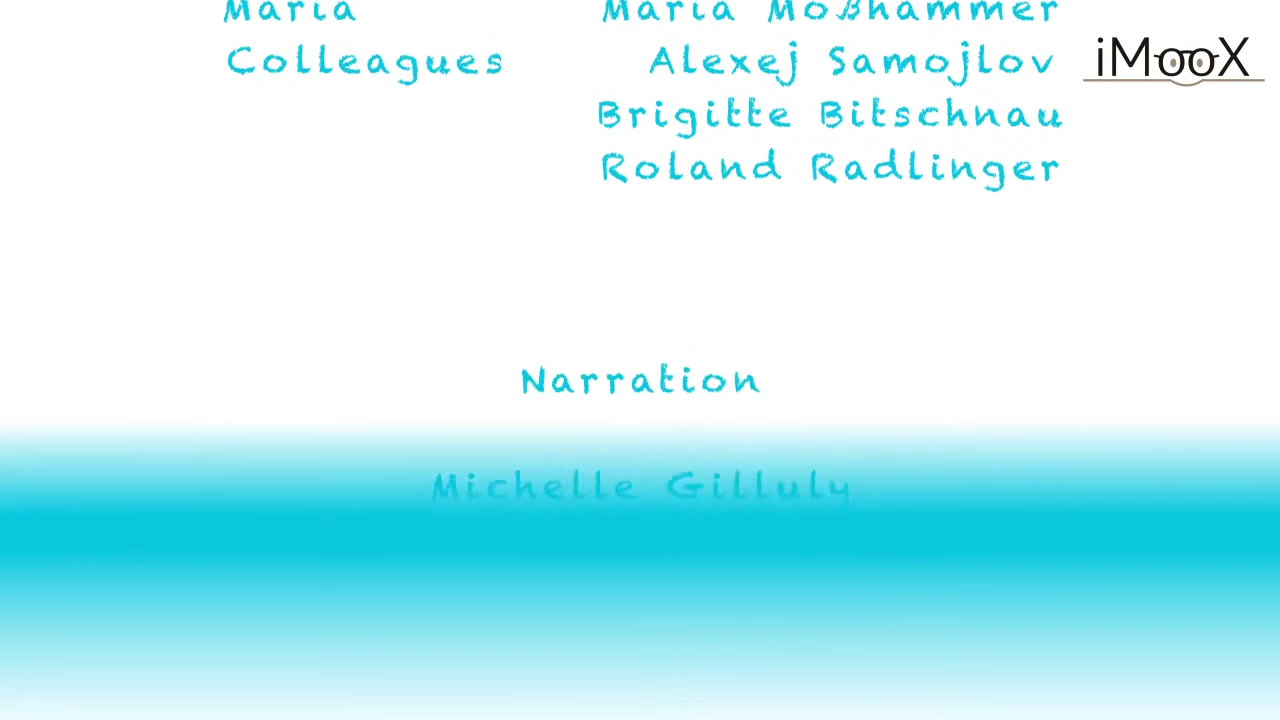 Maria Maria Moßhammer
Colleagues Alexej Samojlov
Brigitte Bitschnau
Roland Radlinger
Narration
Michelle Gilluly
iMooX